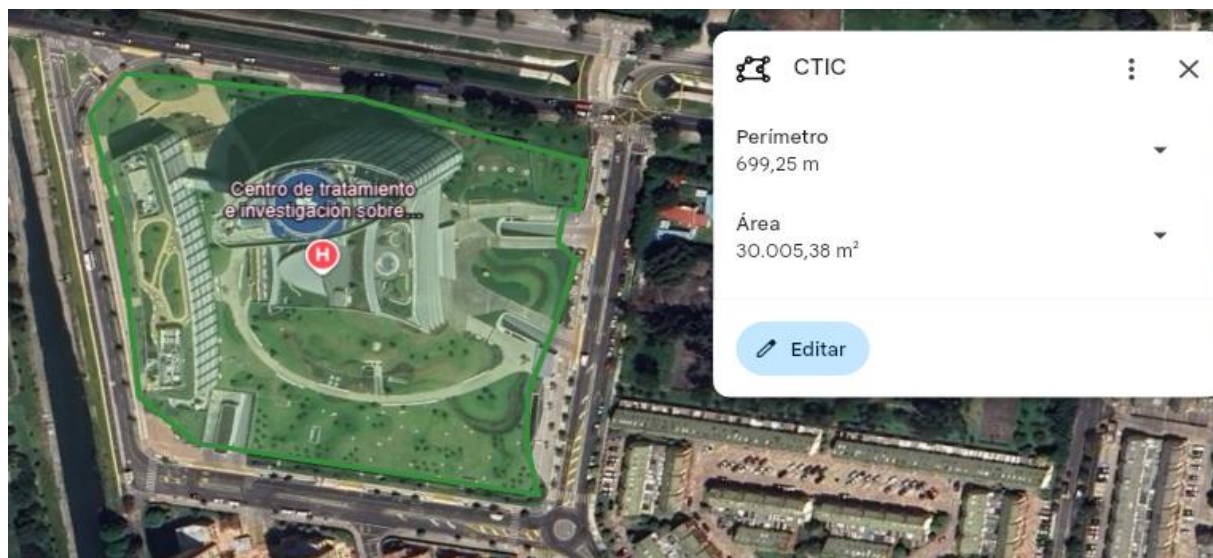 CTIC
Perímetro
699,25 m
Área
30.005,38 m²
Editar
Centro de tratamiento
e investigación sobre...
H